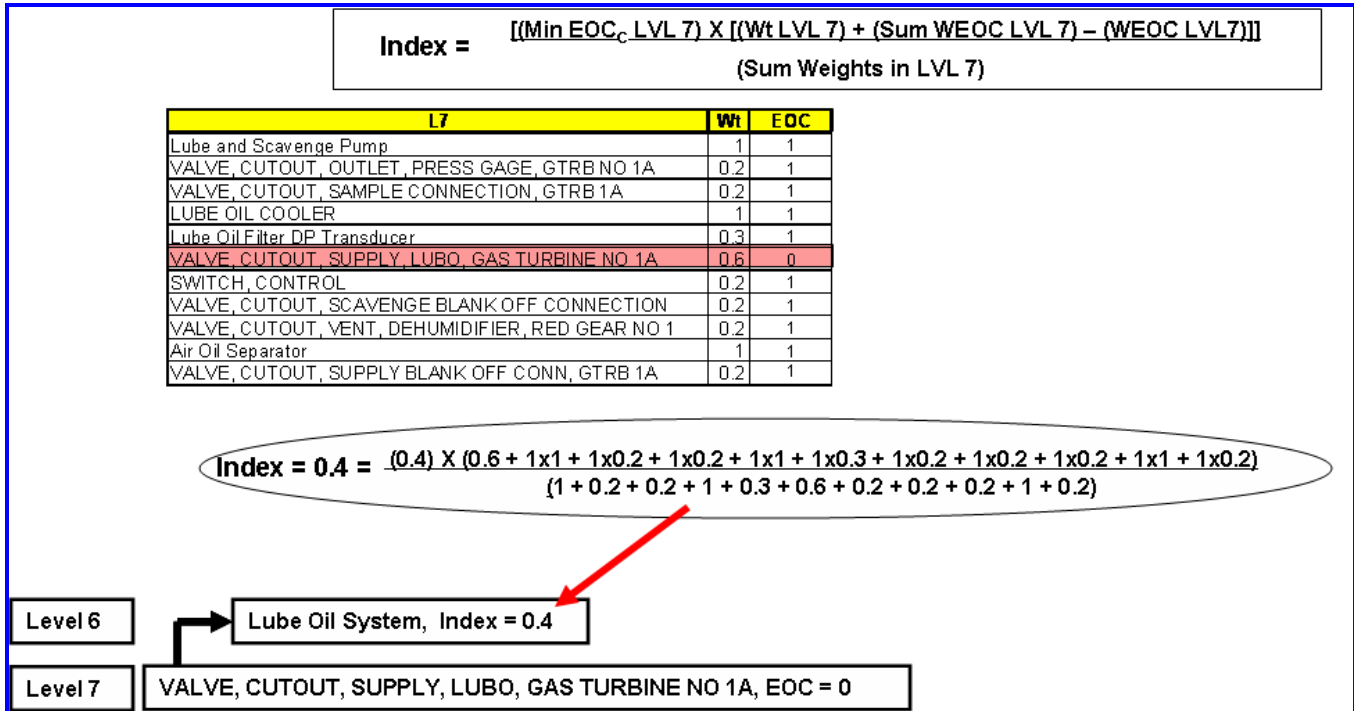 Index = [(Min EOC_C LVL 7) X [(Wt LVL 7) + (Sum WEOC LVL 7) – (WEOC LVL7)]]
(Sum Weights in LVL 7)
L7 Wt EOC
Lube and Scavenge Pump 1 1
VALVE, CUTOUT, OUTLET, PRESS GAGE, GTRB NO 1A 0.2 1
VALVE, CUTOUT, SAMPLE CONNECTION, GTRB 1A 0.2 1
LUBE OIL COOLER 1 1
Lube Oil Filter DP Transducer 0.3 1
VALVE, CUTOUT, SUPPLY, LUBO, GAS TURBINE NO 1A 0.6 0
SWITCH, CONTROL 0.2 1
VALVE, CUTOUT, SCAVENGE BLANK OFF CONNECTION 0.2 1
VALVE, CUTOUT, VENT, DEHUMIDIFIER, RED GEAR NO 1 0.2 1
Air Oil Separator 1 1
VALVE, CUTOUT, SUPPLY BLANK OFF CONN, GTRB 1A 0.2 1
Index = 0.4 = (0.4) X (0.6 + 1x1 + 1x0.2 + 1x0.2 + 1x1 + 1x0.3 + 1x0.2 + 1x0.2 + 1x0.2 + 1x1 + 1x0.2)
(1 + 0.2 + 0.2 + 1 + 0.3 + 0.6 + 0.2 + 0.2 + 0.2 + 1 + 0.2)
Level 6 Lube Oil System, Index = 0.4
Level 7 VALVE, CUTOUT, SUPPLY, LUBO, GAS TURBINE NO 1A, EOC = 0